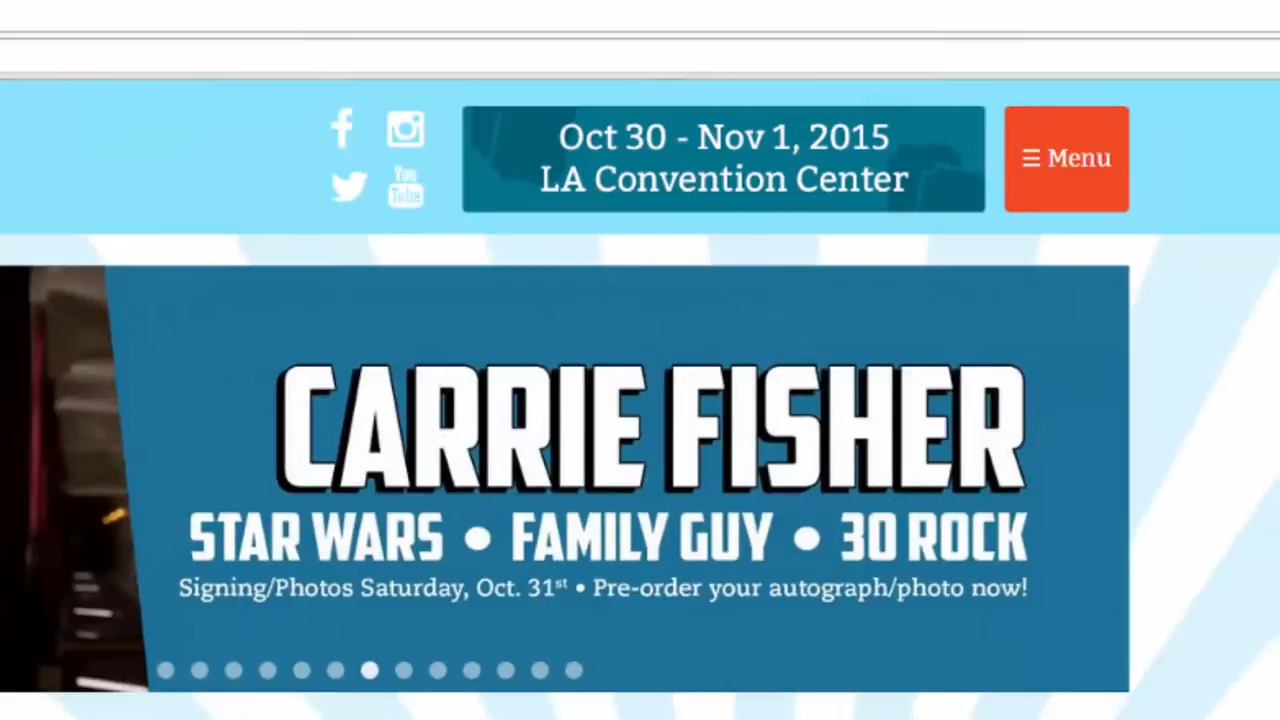 You
Tube
Oct 30 - Nov 1, 2015
LA Convention Center
☰ Menu
CARRIE FISHER
STAR WARS • FAMILY GUY • 30 ROCK
Signing/Photos Saturday, Oct. 31st • Pre-order your autograph/photo now!